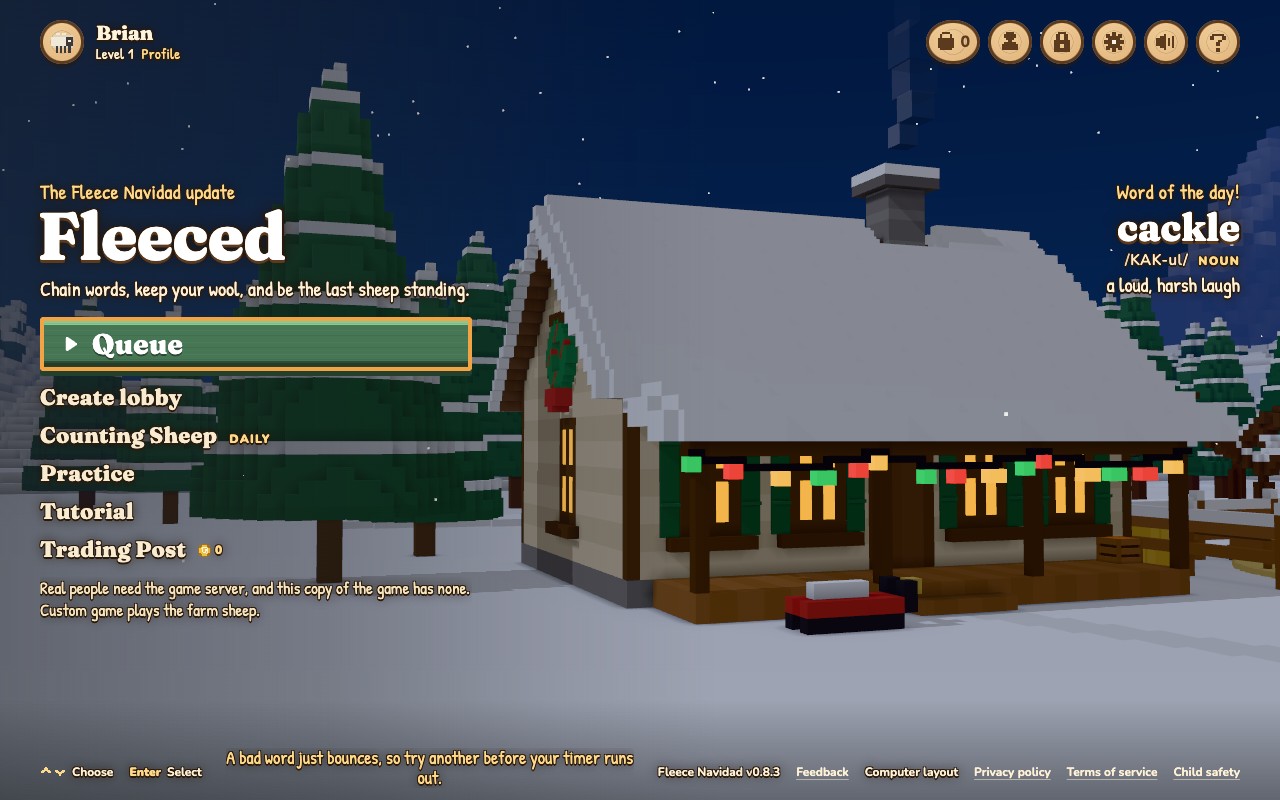 Brian
Level 1 Profile
0
The Fleece Navidad update
Fleeced
Chain words, keep your wool, and be the last sheep standing.
Queue
Create lobby
Counting Sheep DAILY
Practice
Tutorial
Trading Post 0
Real people need the game server, and this copy of the game has none.
Custom game plays the farm sheep.
Word of the day!
cackle
/KAK-ul/ NOUN
a loud, harsh laugh
Choose Enter Select
A bad word just bounces, so try another before your timer runs
out.
Fleece Navidad v0.8.3 Feedback Computer layout Privacy policy Terms of service Child safety